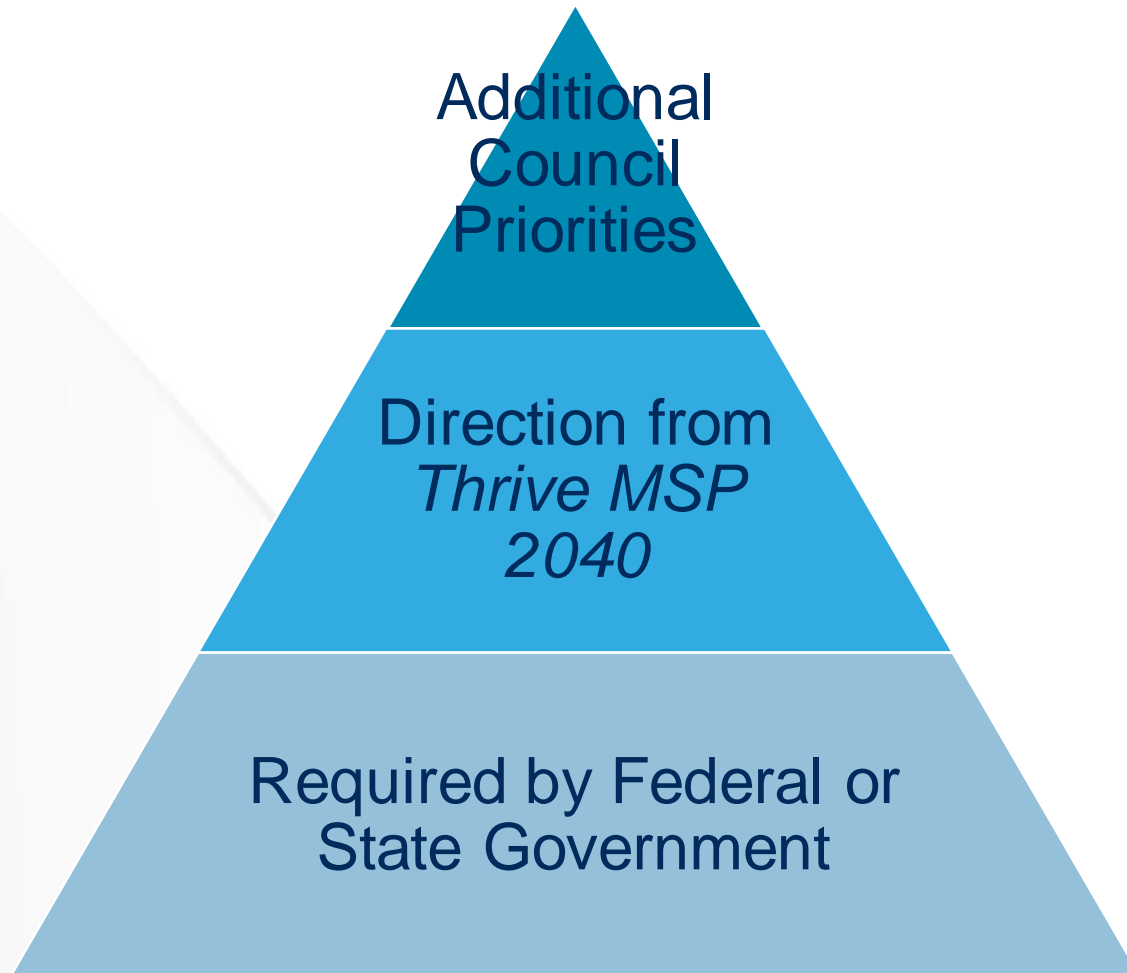 Additional
Council
Priorities
Direction from
Thrive MSP
2040
Required by Federal or
State Government